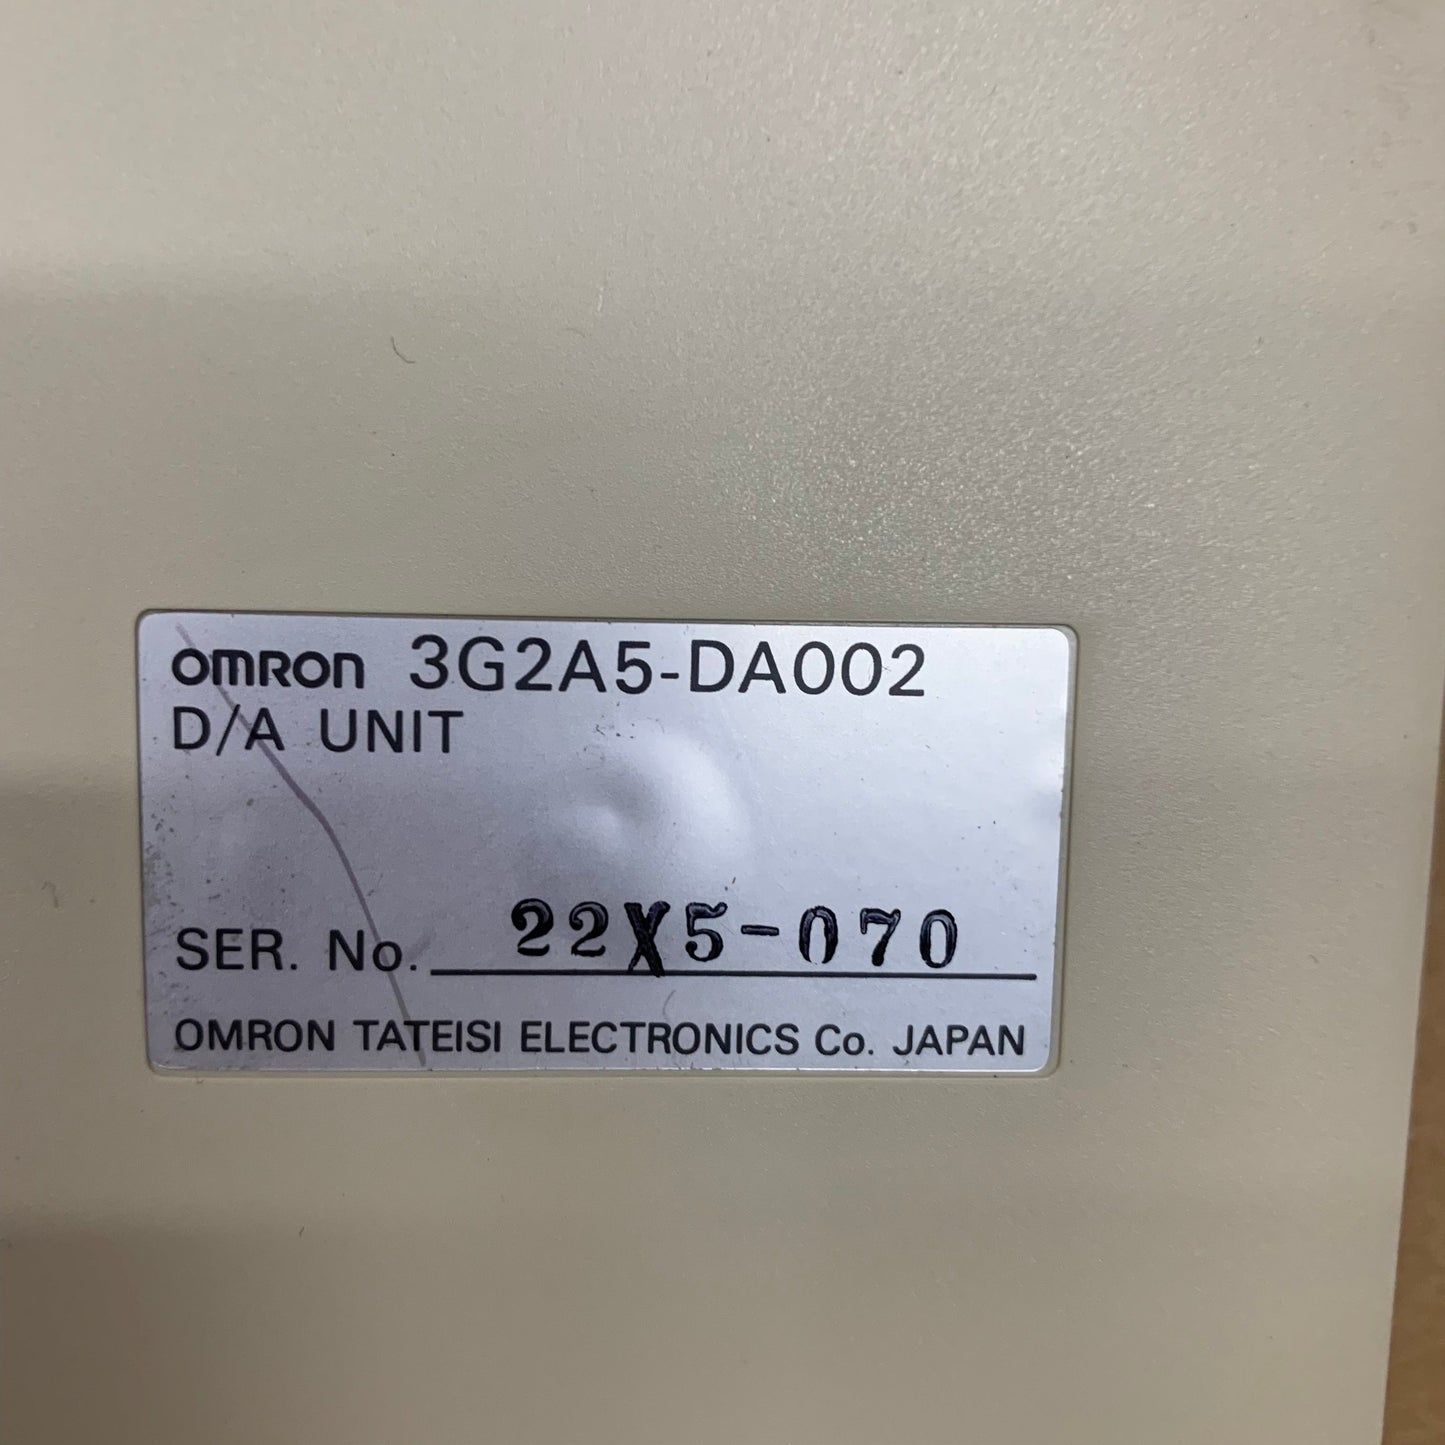 omron 3G2A5-DA002
D/A UNIT
SER. No. 22X5-070
OMRON TATEISI ELECTRONICS Co. JAPAN